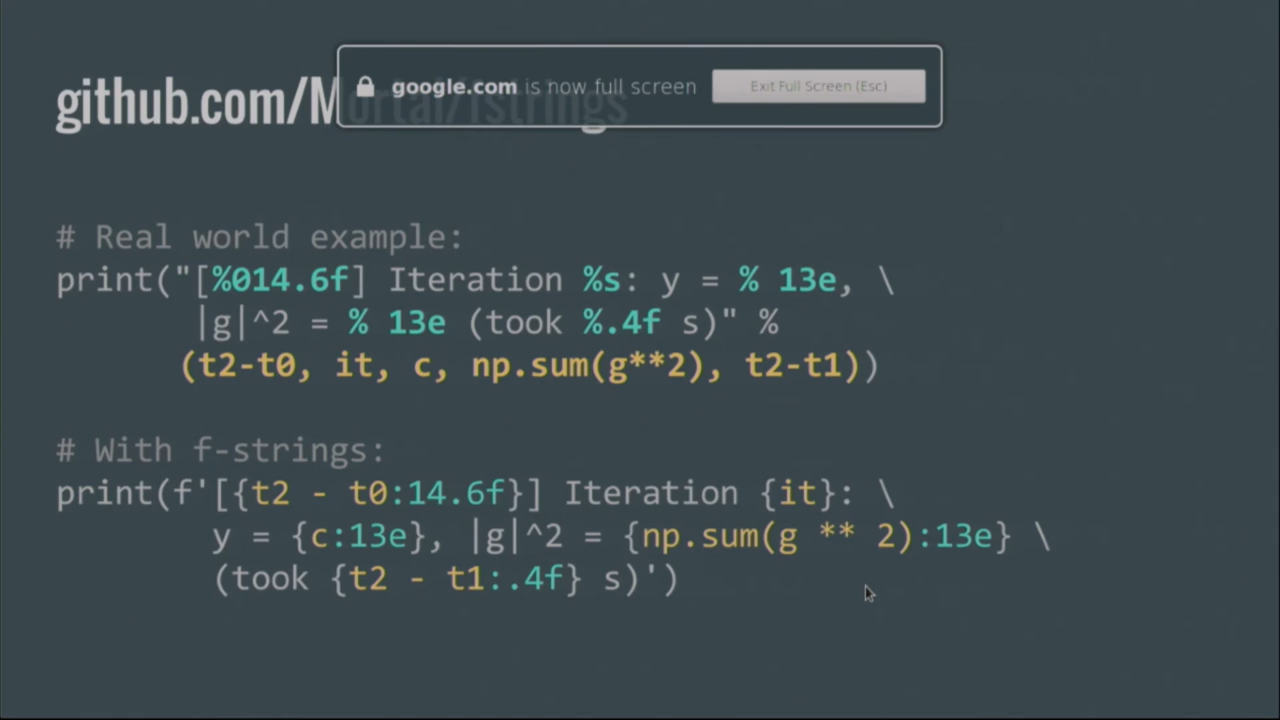 github.com/Mortal/fstrings
google.com is now full screen
Exit Full Screen (Esc)
# Real world example:
print("[%014.6f] Iteration %s: y = % 13e, \
|g|^2 = % 13e (took %.4f s)" %
(t2-t0, it, c, np.sum(g**2), t2-t1))
# With f-strings:
print(f'[{t2 - t0:14.6f}] Iteration {it}: \
y = {c:13e}, |g|^2 = {np.sum(g ** 2):13e} \
(took {t2 - t1:.4f} s)')